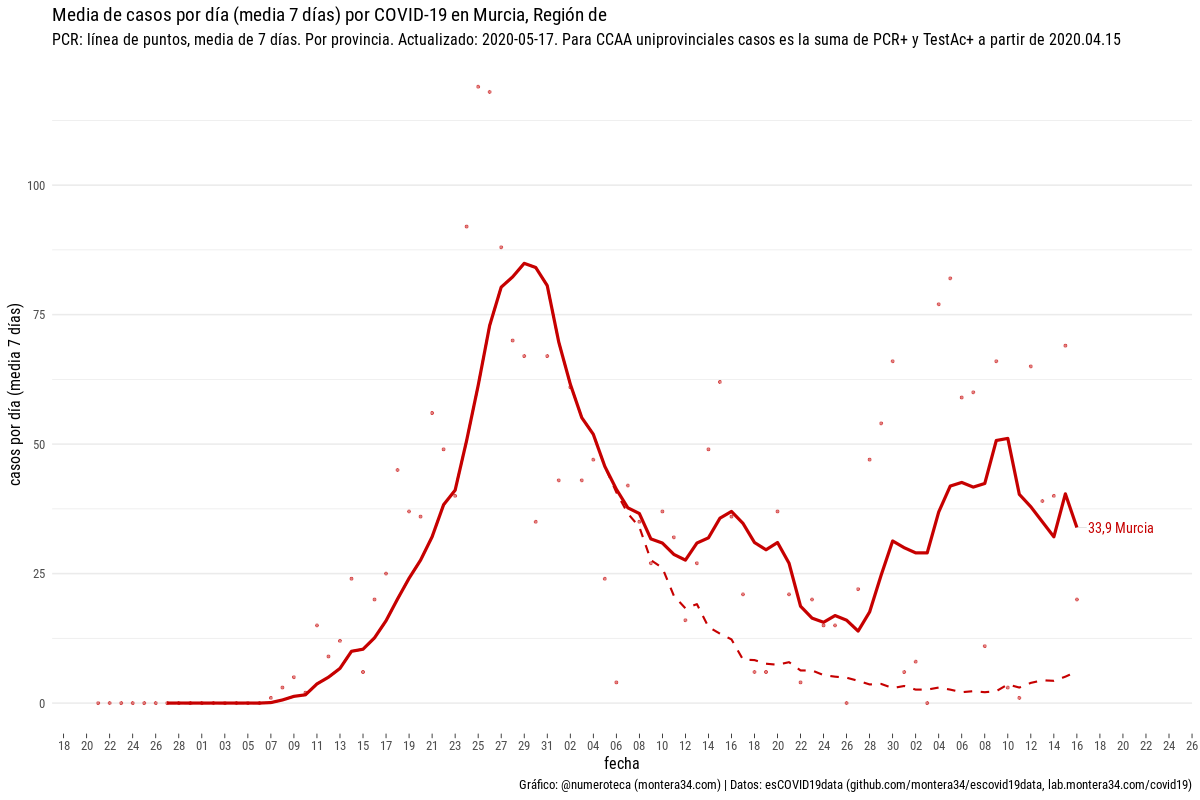 Media de casos por día (media 7 días) por COVID-19 en Murcia, Región de
PCR: línea de puntos, media de 7 días. Por provincia. Actualizado: 2020-05-17. Para CCAA uniprovinciales casos es la suma de PCR+ y TestAc+ a partir de 2020.04.15
casos por día (media 7 días)
100
75
50
25
0
33,9 Murcia
18 20 22 24 26 28 01 03 05 07 09 11 13 15 17 19 21 23 25 27 29 31 02 04 06 08 10 12 14 16 18 20 22 24 26 28 30 02 04 06 08 10 12 14 16 18 20 22 24 26
fecha
Gráfico: @numeroteca (montera34.com) | Datos: esCOVID19data (github.com/montera34/escovid19data, lab.montera34.com/covid19)